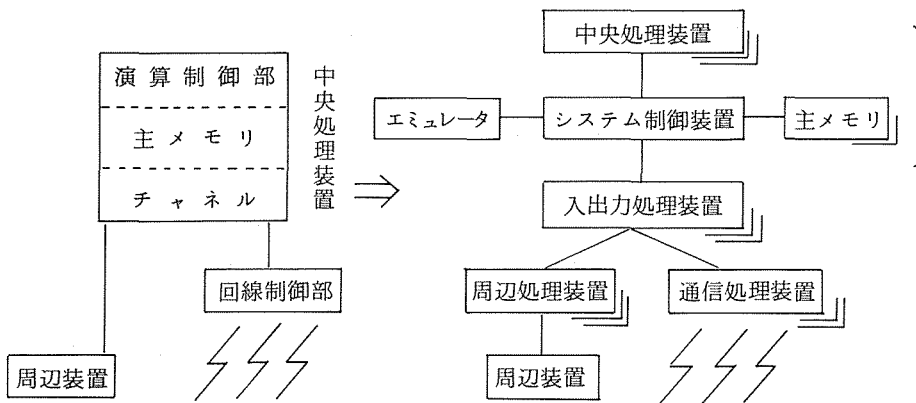 演算制御部
主メモリ
チャネル
中央処理装置
回線制御部
周辺装置
中央処理装置
エミュレータ
システム制御装置
主メモリ
入出力処理装置
周辺処理装置
通信処理装置
周辺装置